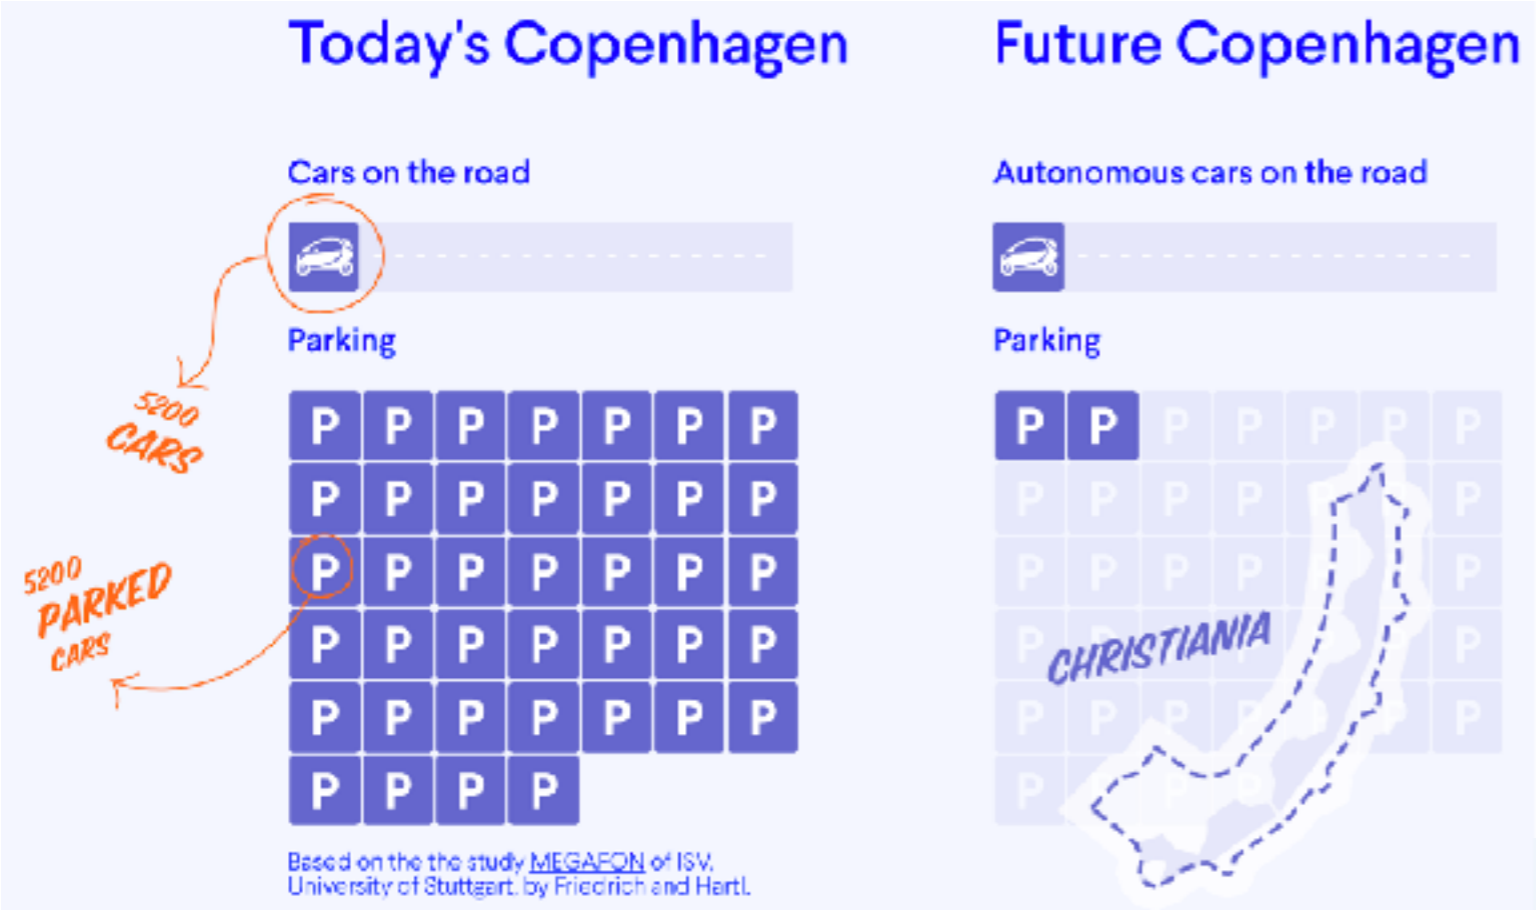 Today's Copenhagen
Cars on the road
5200
CARS
Parking
P P P P P P P
P P P P P P P
P P P P P P P
P P P P P P P
P P P P P P P
P P P P
5200
PARKED
CARS
Based on the the study MEGAFON of ISV,
University of Stuttgart, by Friedrich and Hartl.
Future Copenhagen
Autonomous cars on the road
Parking
P P P P P P P
P P P P P P P
P P P P P P
P P P P
CHRISTIANIA
P P P P P P P
P P P P